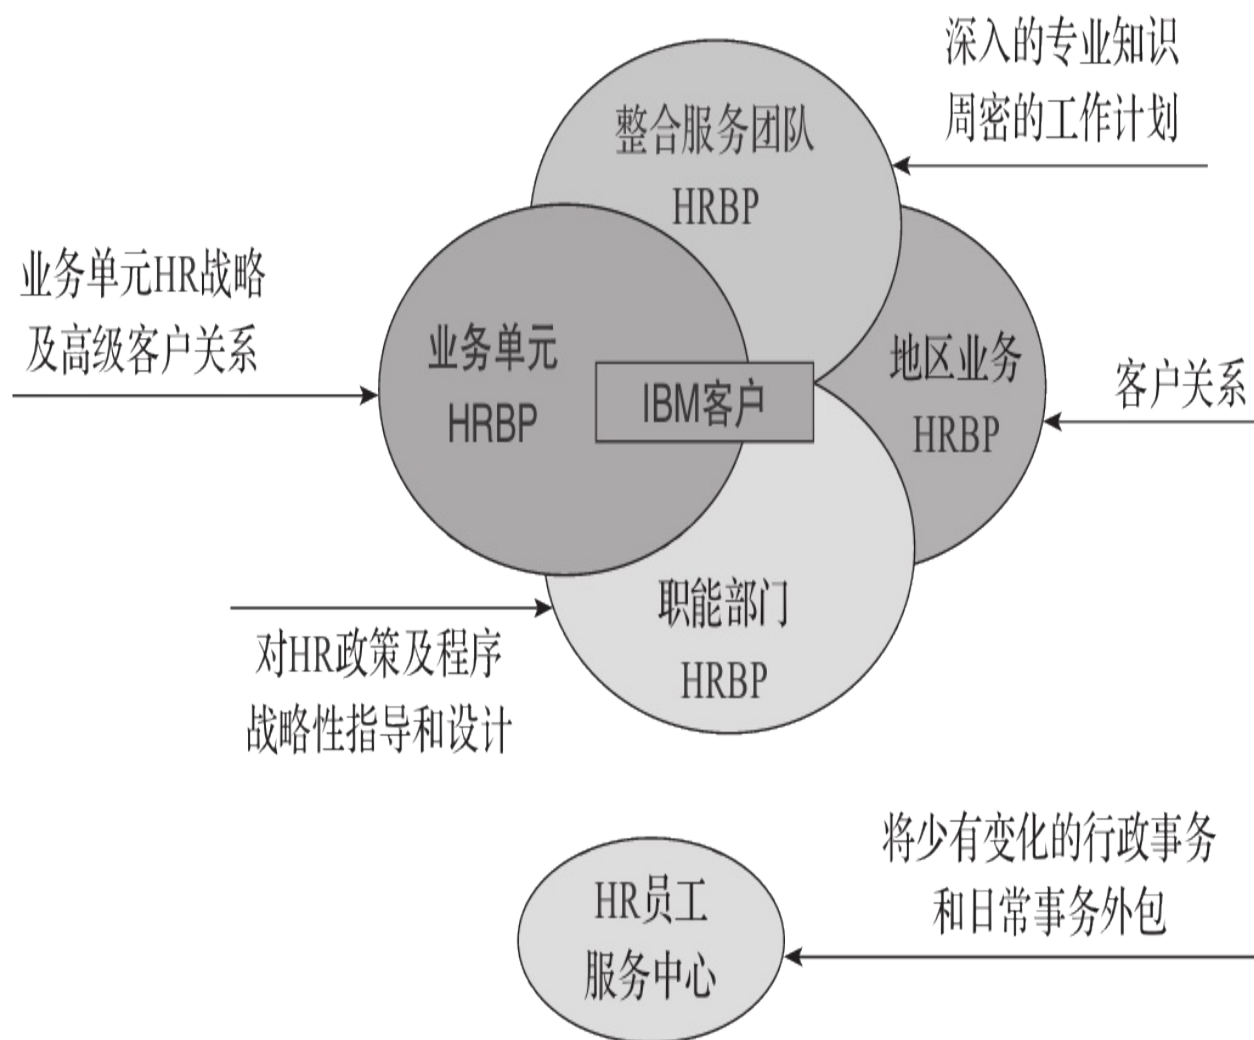 深入的专业知识
周密的工作计划
整合服务团队
HRBP
业务单元HR战略
及高级客户关系
业务单元
HRBP
IBM客户
地区业务
HRBP
客户关系
职能部门
HRBP
对HR政策及程序
战略性指导和设计
将少有变化的行政事务
和日常事务外包
HR员工
服务中心